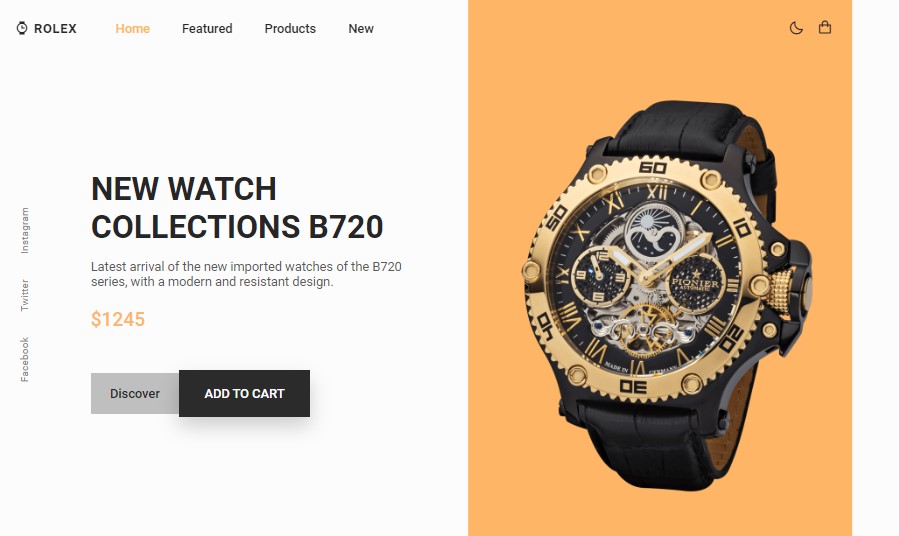 ROLEX
Home
Featured
Products
New
NEW WATCH
COLLECTIONS B720
Latest arrival of the new imported watches of the B720
series, with a modern and resistant design.
$1245
Discover
ADD TO CART
Instagram
Twitter
Facebook
60
10
20
30
40
50
XII
PIONIER
AUTOMATIC
MADE IN
GERMANY